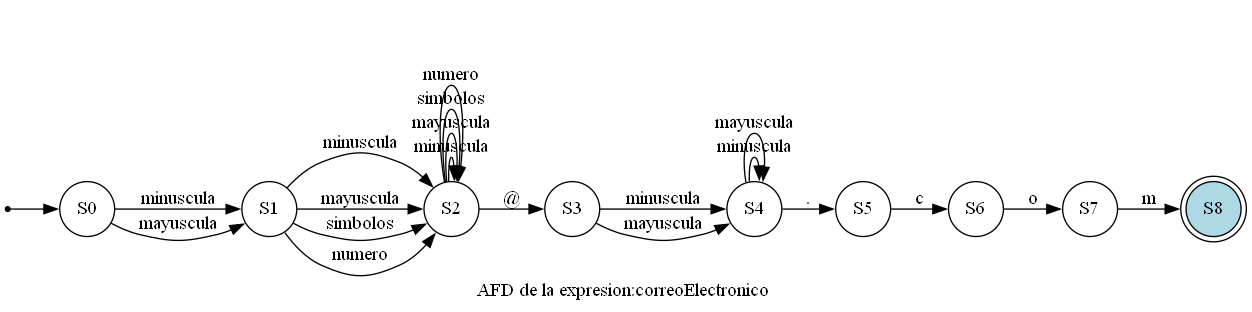 numero
simbolos
mayuscula
minuscula
mayuscula
minuscula
minuscula
S0
minuscula
mayuscula
S1
mayuscula
simbolos
numero
S2
@
S3
minuscula
mayuscula
S4
.
S5
c
S6
o
S7
m
S8
AFD de la expresion:correoElectronico